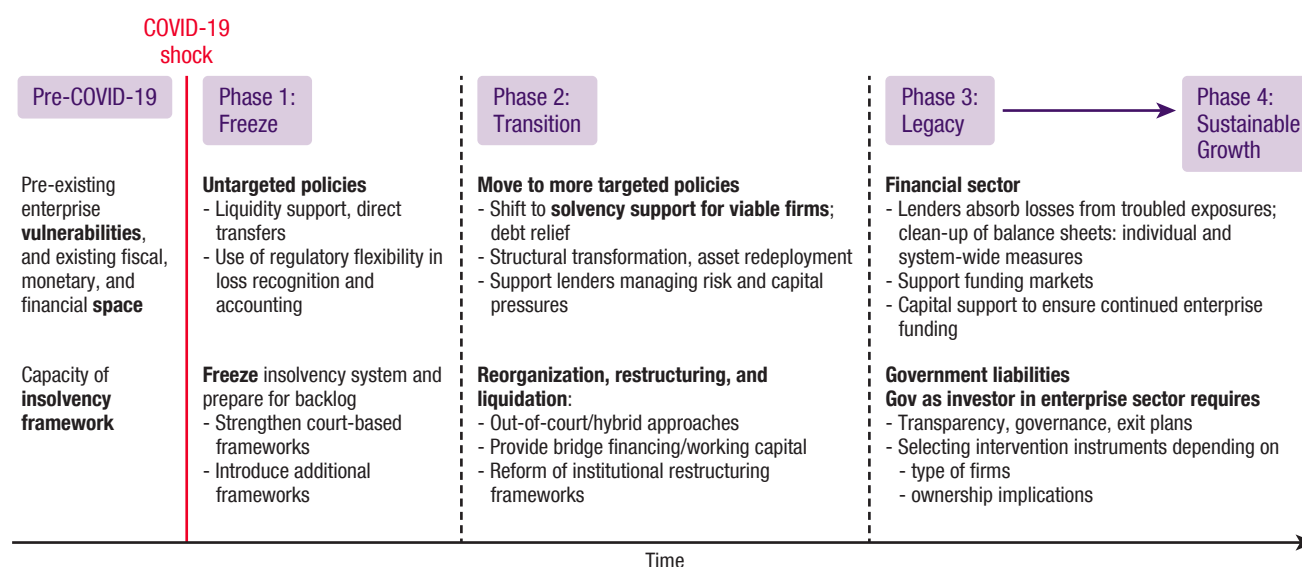 COVID-19
shock
Pre-COVID-19
Phase 1:
Freeze
Phase 2:
Transition
Phase 3:
Legacy
Phase 4:
Sustainable
Growth
Pre-existing
enterprise
vulnerabilities,
and existing fiscal,
monetary, and
financial space
Untargeted policies
- Liquidity support, direct
transfers
- Use of regulatory flexibility in
loss recognition and
accounting
Move to more targeted policies
- Shift to solvency support for viable firms;
debt relief
- Structural transformation, asset redeployment
- Support lenders managing risk and capital
pressures
Financial sector
- Lenders absorb losses from troubled exposures;
clean-up of balance sheets: individual and
system-wide measures
- Support funding markets
- Capital support to ensure continued enterprise
funding
Capacity of
insolvency
framework
Freeze insolvency system and
prepare for backlog
- Strengthen court-based
frameworks
- Introduce additional
frameworks
Reorganization, restructuring, and
liquidation:
- Out-of-court/hybrid approaches
- Provide bridge financing/working capital
- Reform of institutional restructuring
frameworks
Government liabilities
Gov as investor in enterprise sector requires
- Transparency, governance, exit plans
- Selecting intervention instruments depending on
- type of firms
- ownership implications
Time